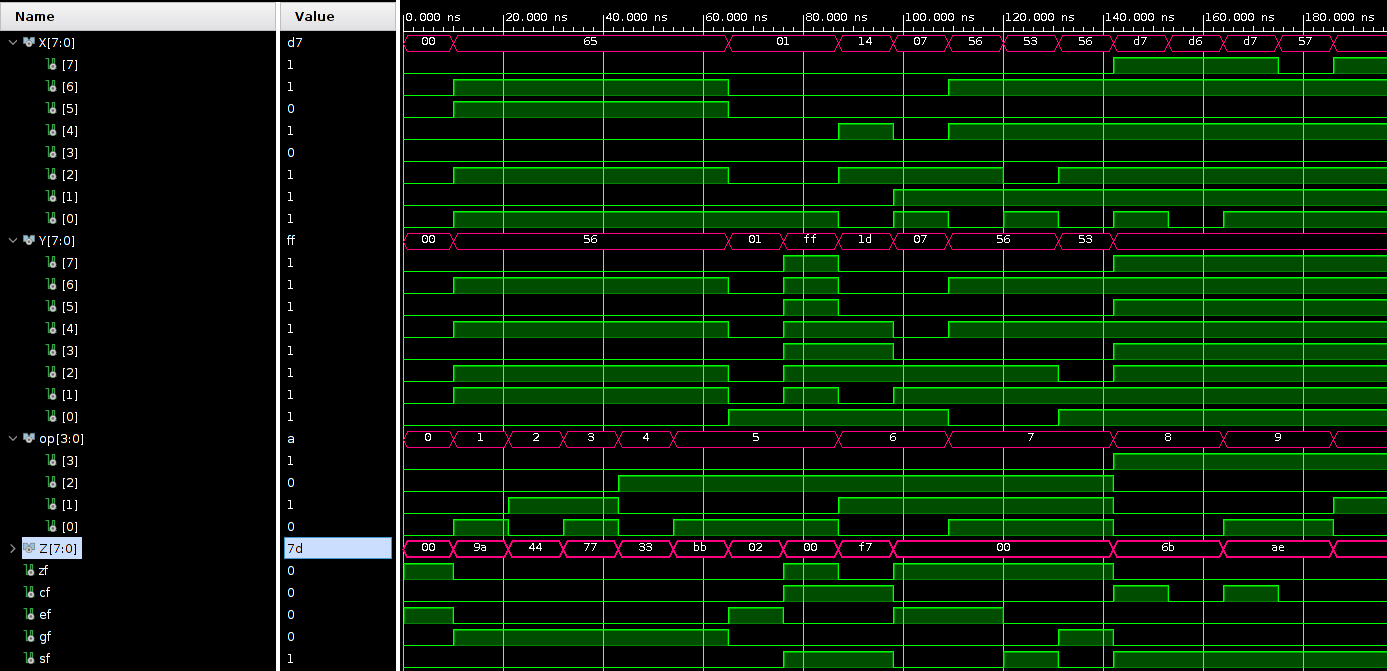 Name Value 0.000 ns 20.000 ns 40.000 ns 60.000 ns 80.000 ns 100.000 ns 120.000 ns 140.000 ns 160.000 ns 180.000 ns
X[7:0] d7 00 65 01 14 07 56 53 56 d7 d6 d7 57
[7] 1
[6] 1
[5] 0
[4] 1
[3] 0
[2] 1
[1] 1
[0] 1
Y[7:0] ff 00 56 01 ff 1d 07 56 53
[7] 1
[6] 1
[5] 1
[4] 1
[3] 1
[2] 1
[1] 1
[0] 1
op[3:0] a 0 1 2 3 4 5 6 7 8 9
[3] 1
[2] 0
[1] 1
[0] 0
Z[7:0] 7d 00 9a 44 77 33 bb 02 00 f7 00 6b ae
zf 0
cf 0
ef 0
gf 0
sf 1